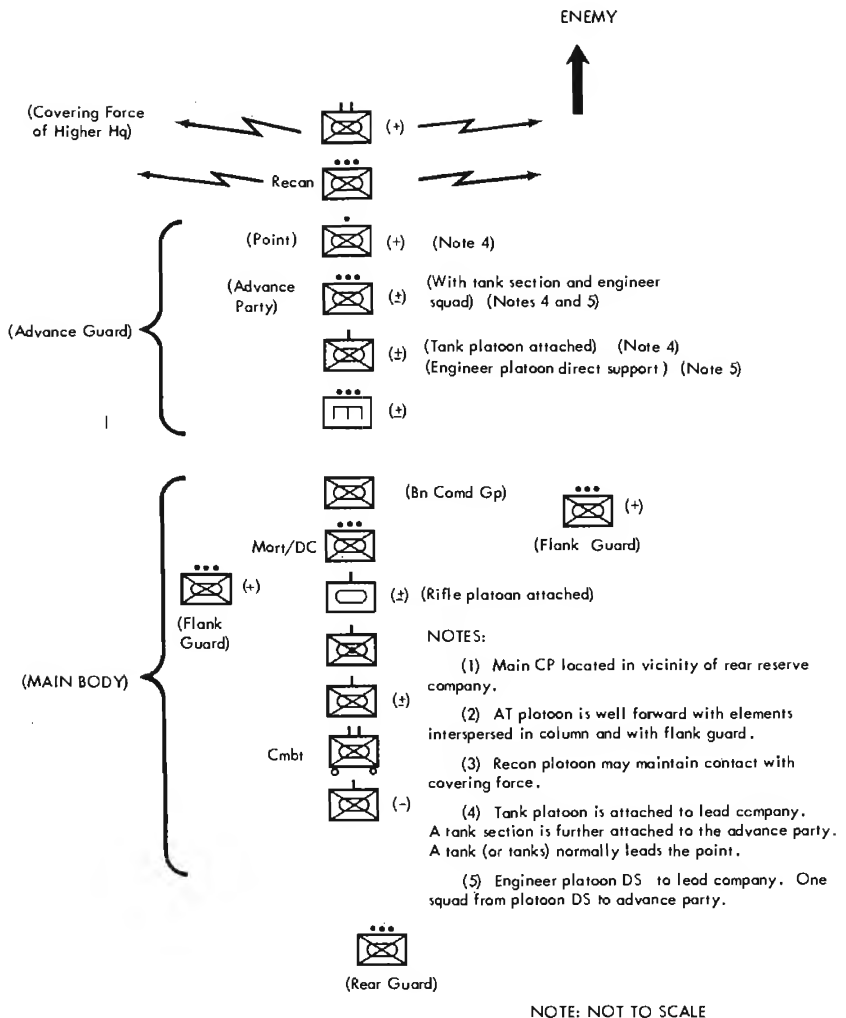 ENEMY
(Covering Force
of Higher Hq)
(+)
Recan
(Point)
(+)
(Note 4)
(Advance
Party)
(±)
(With tank section and engineer
squad) (Notes 4 and 5)
(Advance Guard)
(±)
(Tank platoon attached) (Note 4)
(Engineer platoon direct support) (Note 5)
(±)
(Bn Comd Gp)
(+)
(Flank Guard)
Mort/DC
(+)
(Flank
Guard)
(±) (Rifle platoan attached)
(MAIN BODY)
(±)
Cmbt
(-)
NOTES:
(1) Main CP located in vicinity of rear reserve
company.
(2) AT platoon is well forward with elements
interspersed in column and with flank guard.
(3) Recon platoon may maintain contact with
covering force.
(4) Tank platoon is attached to lead company.
A tank section is further attached to the advance party.
A tank (or tanks) normally leads the point.
(5) Engineer platoon DS to lead company. One
squad from platoon DS to advance party.
(Rear Guard)
NOTE: NOT TO SCALE